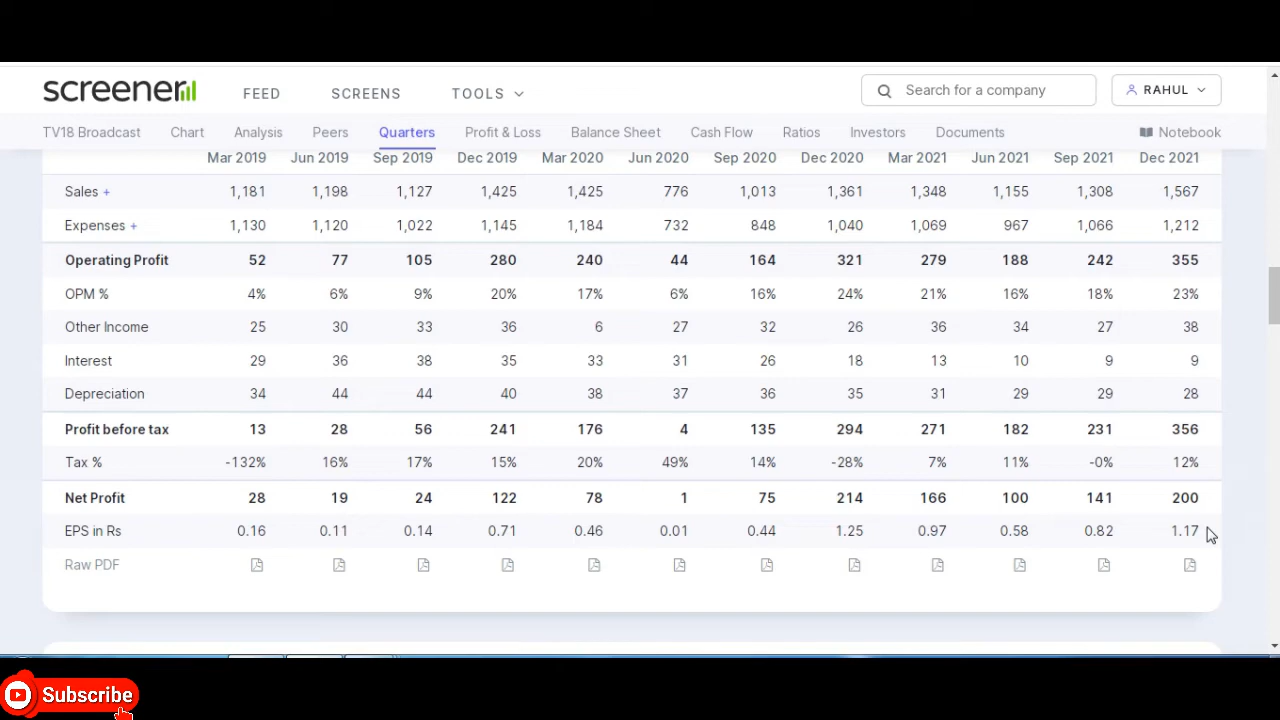 screener FEED SCREENS TOOLS Search for a company RAHUL
TV18 Broadcast Chart Analysis Peers Quarters Profit & Loss Balance Sheet Cash Flow Ratios Investors Documents Notebook
Mar 2019 Jun 2019 Sep 2019 Dec 2019 Mar 2020 Jun 2020 Sep 2020 Dec 2020 Mar 2021 Jun 2021 Sep 2021 Dec 2021
Sales + 1,181 1,198 1,127 1,425 1,425 776 1,013 1,361 1,348 1,155 1,308 1,567
Expenses + 1,130 1,120 1,022 1,145 1,184 732 848 1,040 1,069 967 1,066 1,212
Operating Profit 52 77 105 280 240 44 164 321 279 188 242 355
OPM % 4% 6% 9% 20% 17% 6% 16% 24% 21% 16% 18% 23%
Other Income 25 30 33 36 6 27 32 26 36 34 27 38
Interest 29 36 38 35 33 31 26 18 13 10 9 9
Depreciation 34 44 44 40 38 37 36 35 31 29 29 28
Profit before tax 13 28 56 241 176 4 135 294 271 182 231 356
Tax % -132% 16% 17% 15% 20% 49% 14% -28% 7% 11% -0% 12%
Net Profit 28 19 24 122 78 1 75 214 166 100 141 200
EPS in Rs 0.16 0.11 0.14 0.71 0.46 0.01 0.44 1.25 0.97 0.58 0.82 1.17
Raw PDF
Subscribe